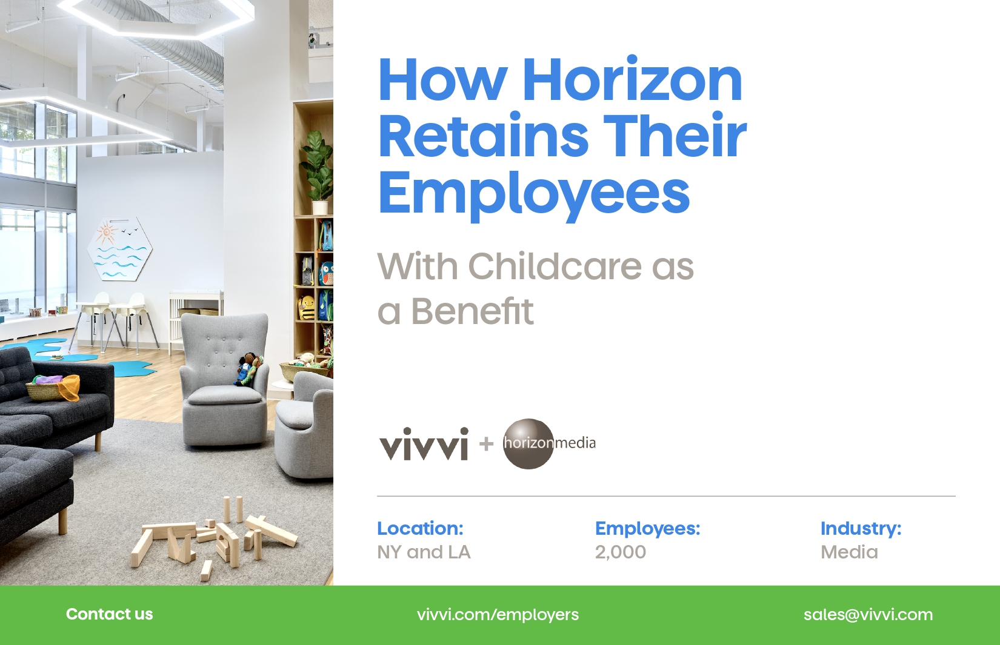 How Horizon
Retains Their
Employees
With Childcare as
a Benefit
vivvi + horizonmedia
Location:
NY and LA
Employees:
2,000
Industry:
Media
Contact us
vivvi.com/employers
sales@vivvi.com